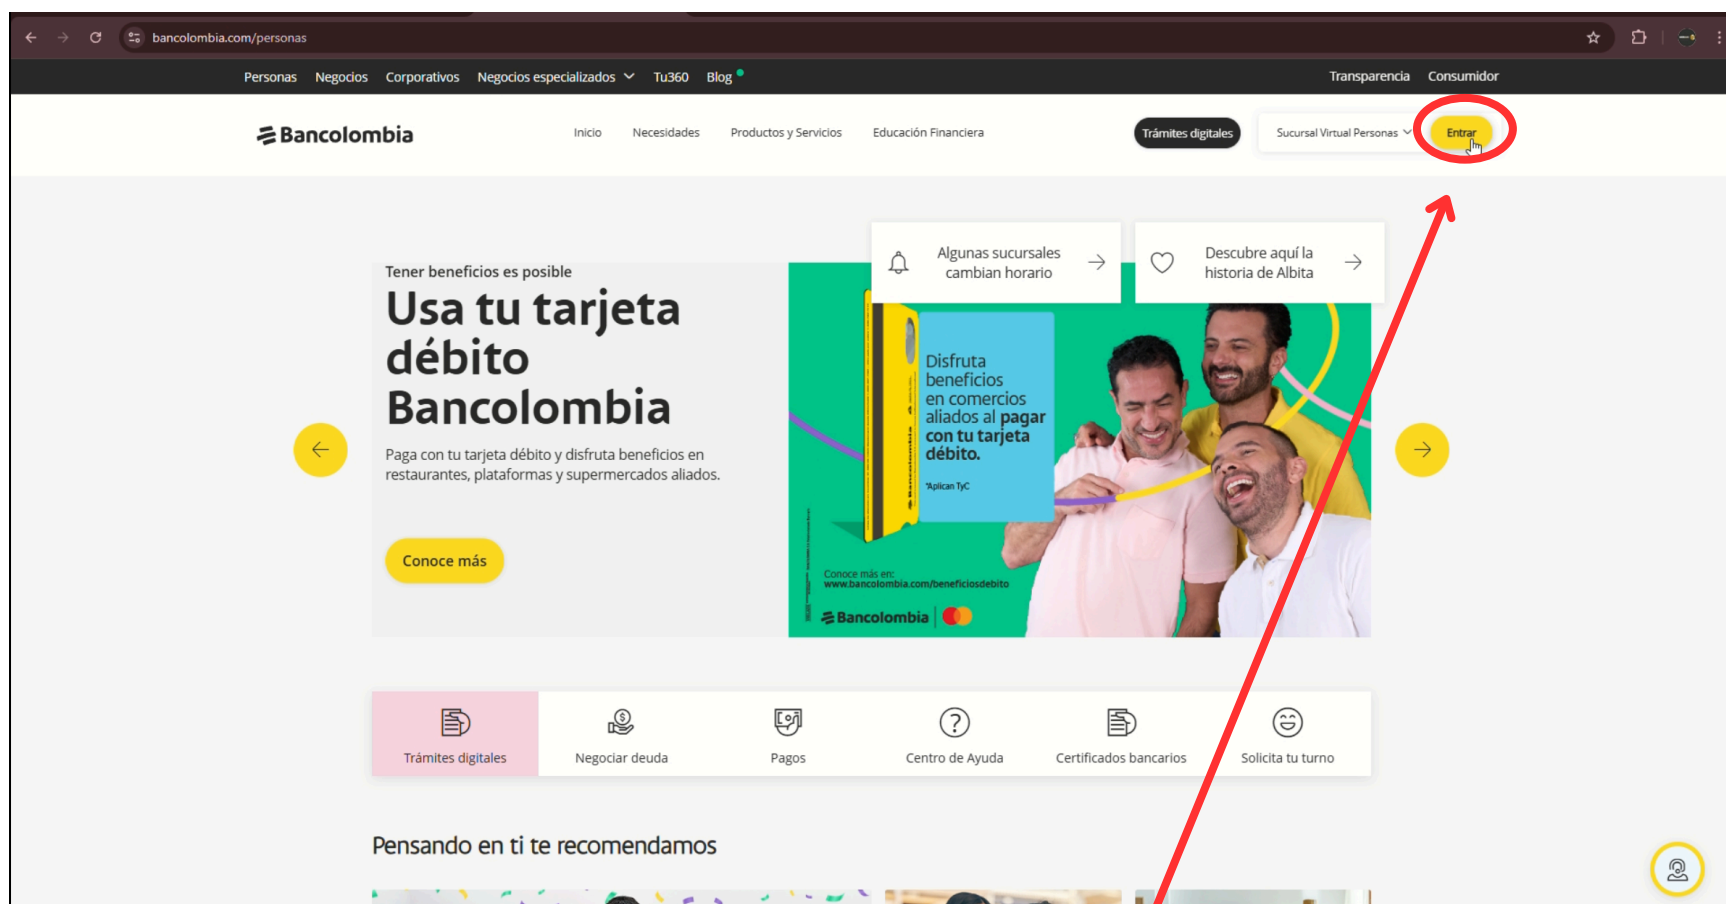 bancolombia.com/personas
Personas Negocios Corporativos Negocios especializados Tu360 Blog Transparencia Consumidor
Bancolombia Inicio Necesidades Productos y Servicios Educación Financiera Trámites digitales Sucursal Virtual Personas Entrar
Algunas sucursales
cambian horario
Descubre aquí la
historia de Albita
Tener beneficios es posible
Usa tu tarjeta
débito
Bancolombia
Paga con tu tarjeta débito y disfruta beneficios en
restaurantes, plataformas y supermercados aliados.
Conoce más
Disfruta
beneficios
en comercios
aliados al pagar
con tu tarjeta
débito.
*Aplican TyC
Bancolombia
Conoce más en:
www.bancolombia.com/beneficiosdebito
Bancolombia
Trámites digitales
Negociar deuda
Pagos
Centro de Ayuda
Certificados bancarios
Solicita tu turno
Pensando en ti te recomendamos